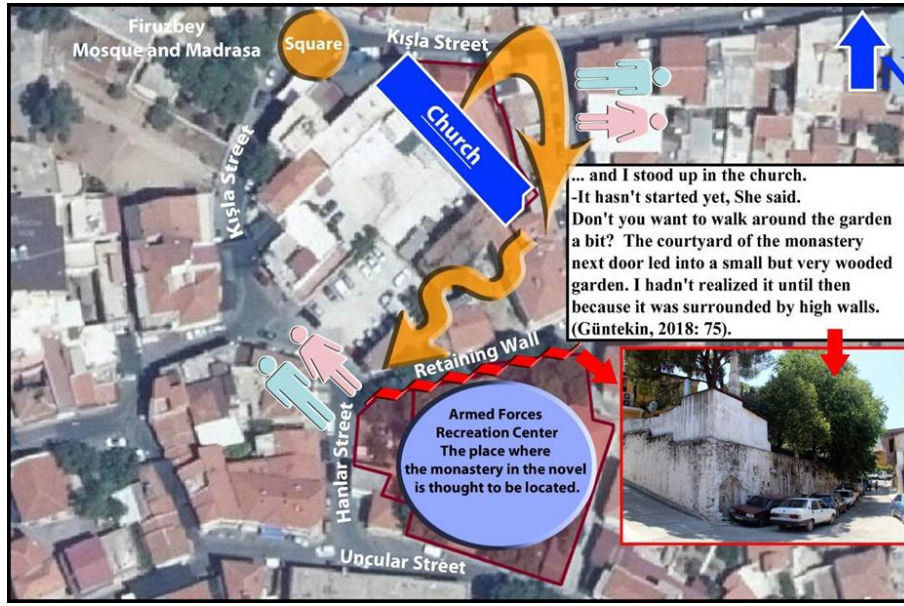 Firuzbey
Mosque and Madrasa
Square
Kışla Street
Church
Kışla Street
... and I stood up in the church.
-It hasn't started yet, She said.
Don't you want to walk around the garden
a bit? The courtyard of the monastery
next door led into a small but very wooded
garden. I hadn't realized it until then
because it was surrounded by high walls.
(Güntekin, 2018: 75).
Retaining Wall
Hanlar Street
Armed Forces
Recreation Center
The place where
the monastery in the novel
is thought to be located.
Uncular Street